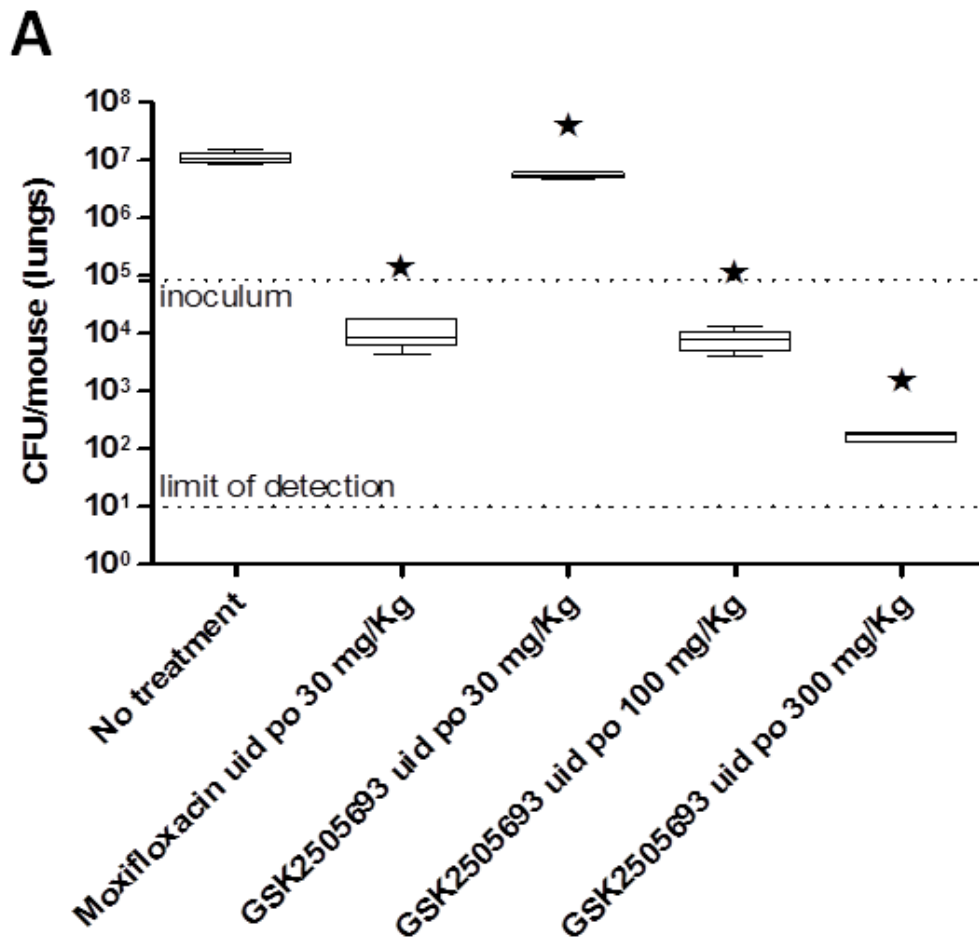 A
CFU/mouse (lungs)
10⁸
10⁷
10⁶
10⁵
10⁴
10³
10²
10¹
10⁰
inoculum
limit of detection
No treatment
Moxifloxacin uid po 30 mg/Kg
GSK2505693 uid po 30 mg/Kg
GSK2505693 uid po 100 mg/Kg
GSK2505693 uid po 300 mg/Kg